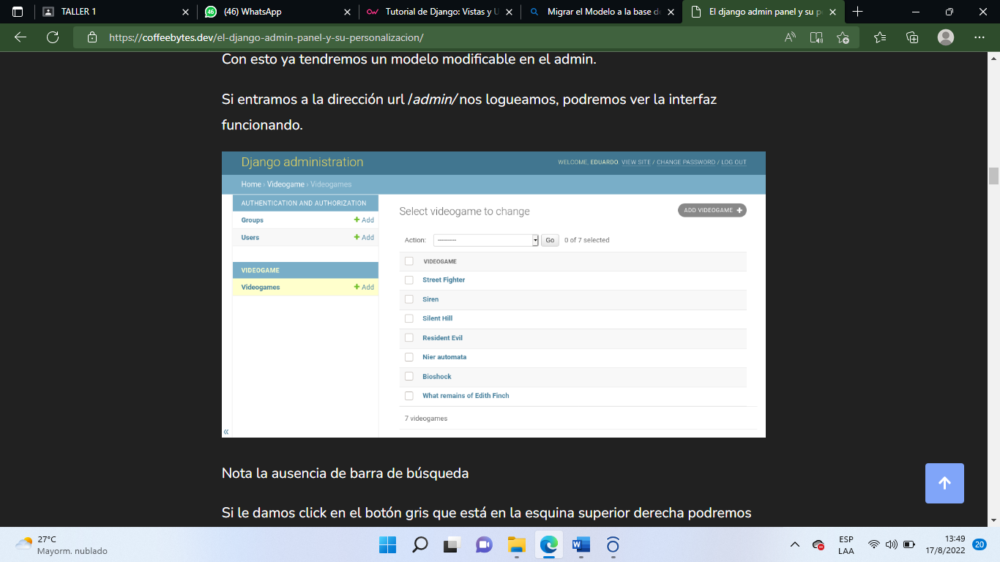 TALLER 1
(46) WhatsApp
Tutorial de Django: Vistas y U
Migrar el Modelo a la base de
El django admin panel y su p
https://coffeebytes.dev/el-django-admin-panel-y-su-personalizacion/
Con esto ya tendremos un modelo modificable en el admin.
Si entramos a la dirección url /admin/ nos logueamos, podremos ver la interfaz
funcionando.
Django administration
WELCOME, EDUARDO. VIEW SITE / CHANGE PASSWORD / LOG OUT
Home › Videogame › Videogames
AUTHENTICATION AND AUTHORIZATION
Groups + Add
Users + Add
VIDEOGAME
Videogames + Add
Select videogame to change
ADD VIDEOGAME +
Action: --------- Go 0 of 7 selected
VIDEOGAME
Street Fighter
Siren
Silent Hill
Resident Evil
Nier automata
Bioshock
What remains of Edith Finch
7 videogames
«
Nota la ausencia de barra de búsqueda
Si le damos click en el botón gris que está en la esquina superior derecha podremos
27°C
Mayorm. nublado
ESP
LAA
13:49
17/8/2022
20